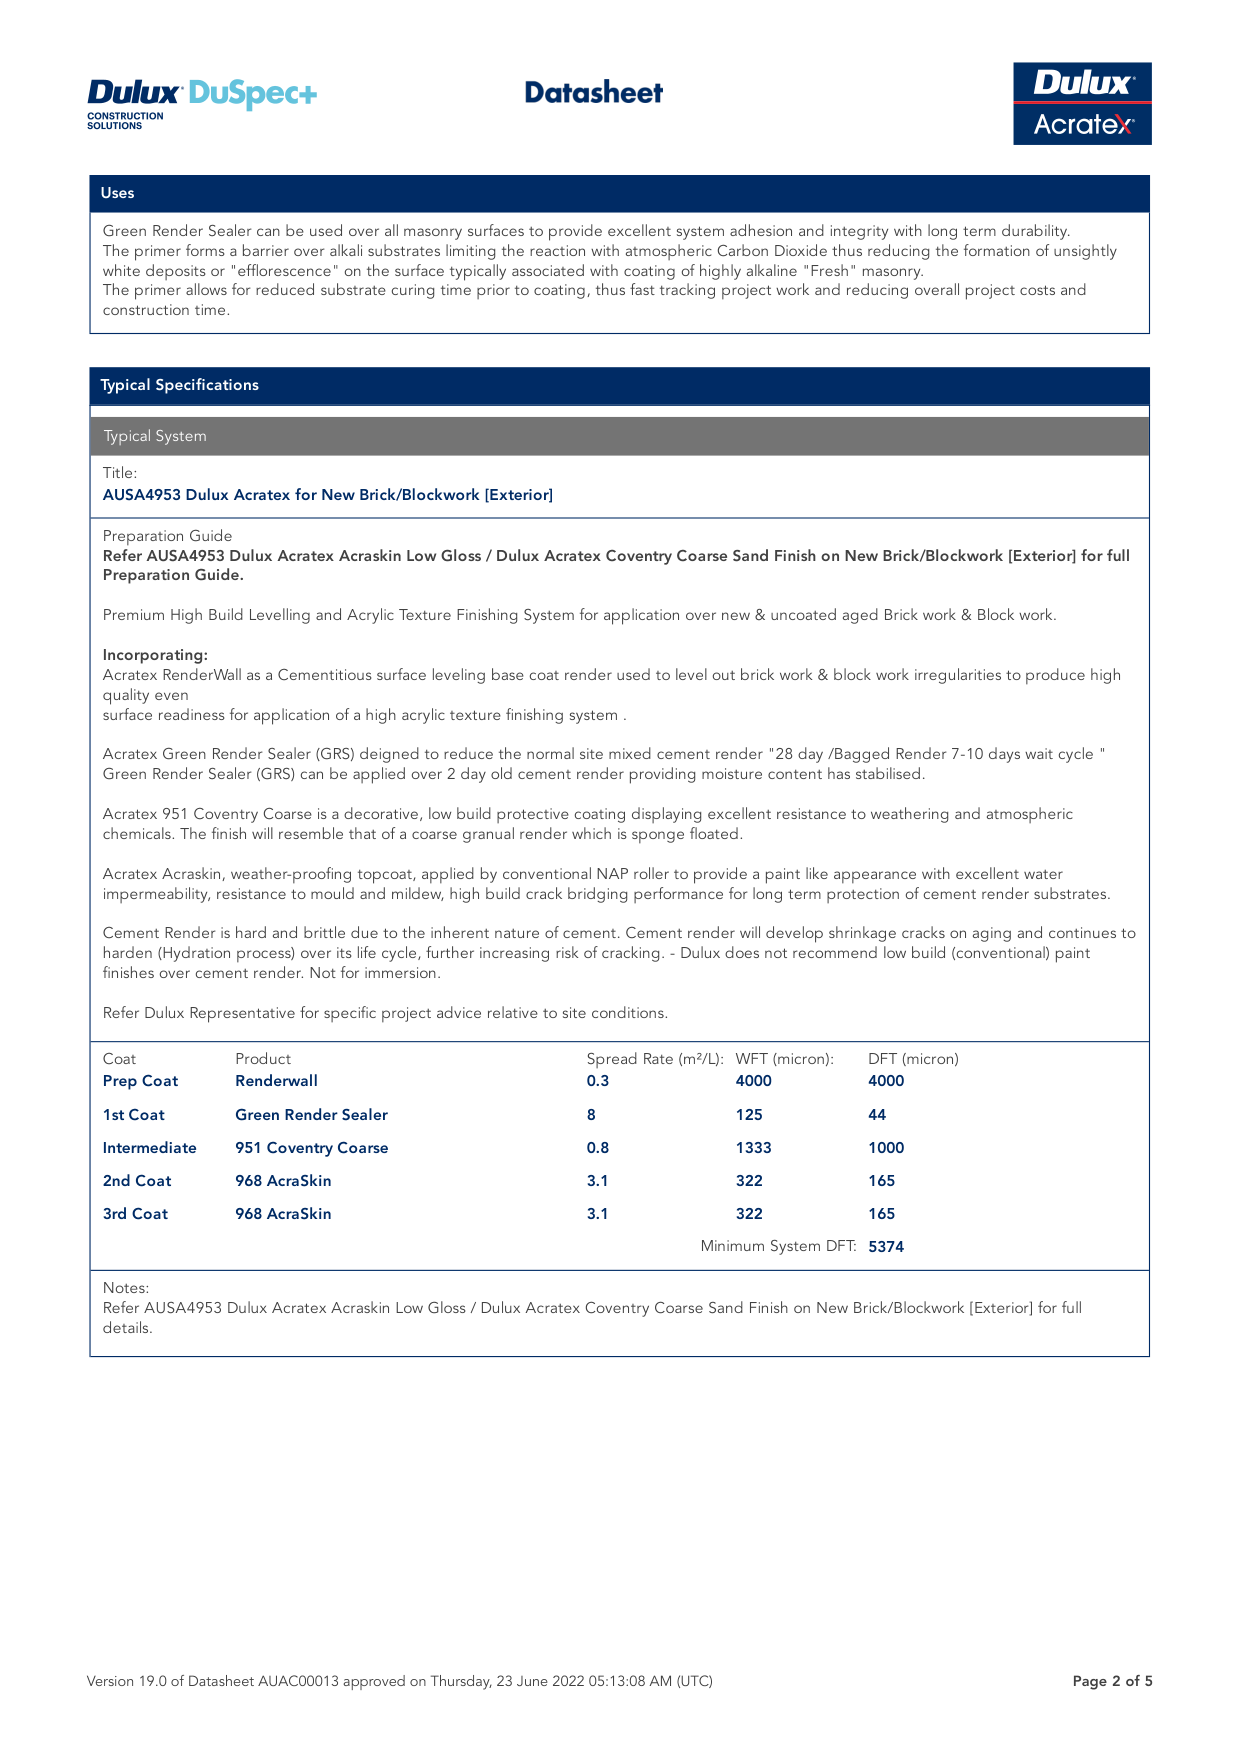 Dulux DuSpec+
CONSTRUCTION
SOLUTIONS
Datasheet
Dulux
Acratex
Uses
Green Render Sealer can be used over all masonry surfaces to provide excellent system adhesion and integrity with long term durability.
The primer forms a barrier over alkali substrates limiting the reaction with atmospheric Carbon Dioxide thus reducing the formation of unsightly
white deposits or "efflorescence" on the surface typically associated with coating of highly alkaline "Fresh" masonry.
The primer allows for reduced substrate curing time prior to coating, thus fast tracking project work and reducing overall project costs and
construction time.
Typical Specifications
Typical System
Title:
AUSA4953 Dulux Acratex for New Brick/Blockwork [Exterior]
Preparation Guide
Refer AUSA4953 Dulux Acratex Acraskin Low Gloss / Dulux Acratex Coventry Coarse Sand Finish on New Brick/Blockwork [Exterior] for full
Preparation Guide.
Premium High Build Levelling and Acrylic Texture Finishing System for application over new & uncoated aged Brick work & Block work.
Incorporating:
Acratex RenderWall as a Cementitious surface leveling base coat render used to level out brick work & block work irregularities to produce high
quality even
surface readiness for application of a high acrylic texture finishing system .
Acratex Green Render Sealer (GRS) deigned to reduce the normal site mixed cement render "28 day /Bagged Render 7-10 days wait cycle "
Green Render Sealer (GRS) can be applied over 2 day old cement render providing moisture content has stabilised.
Acratex 951 Coventry Coarse is a decorative, low build protective coating displaying excellent resistance to weathering and atmospheric
chemicals. The finish will resemble that of a coarse granual render which is sponge floated.
Acratex Acraskin, weather-proofing topcoat, applied by conventional NAP roller to provide a paint like appearance with excellent water
impermeability, resistance to mould and mildew, high build crack bridging performance for long term protection of cement render substrates.
Cement Render is hard and brittle due to the inherent nature of cement. Cement render will develop shrinkage cracks on aging and continues to
harden (Hydration process) over its life cycle, further increasing risk of cracking. - Dulux does not recommend low build (conventional) paint
finishes over cement render. Not for immersion.
Refer Dulux Representative for specific project advice relative to site conditions.
Coat Product Spread Rate (m²/L): WFT (micron): DFT (micron)
Prep Coat Renderwall 0.3 4000 4000
1st Coat Green Render Sealer 8 125 44
Intermediate 951 Coventry Coarse 0.8 1333 1000
2nd Coat 968 AcraSkin 3.1 322 165
3rd Coat 968 AcraSkin 3.1 322 165
Minimum System DFT: 5374
Notes:
Refer AUSA4953 Dulux Acratex Acraskin Low Gloss / Dulux Acratex Coventry Coarse Sand Finish on New Brick/Blockwork [Exterior] for full
details.
Version 19.0 of Datasheet AUAC00013 approved on Thursday, 23 June 2022 05:13:08 AM (UTC)
Page 2 of 5